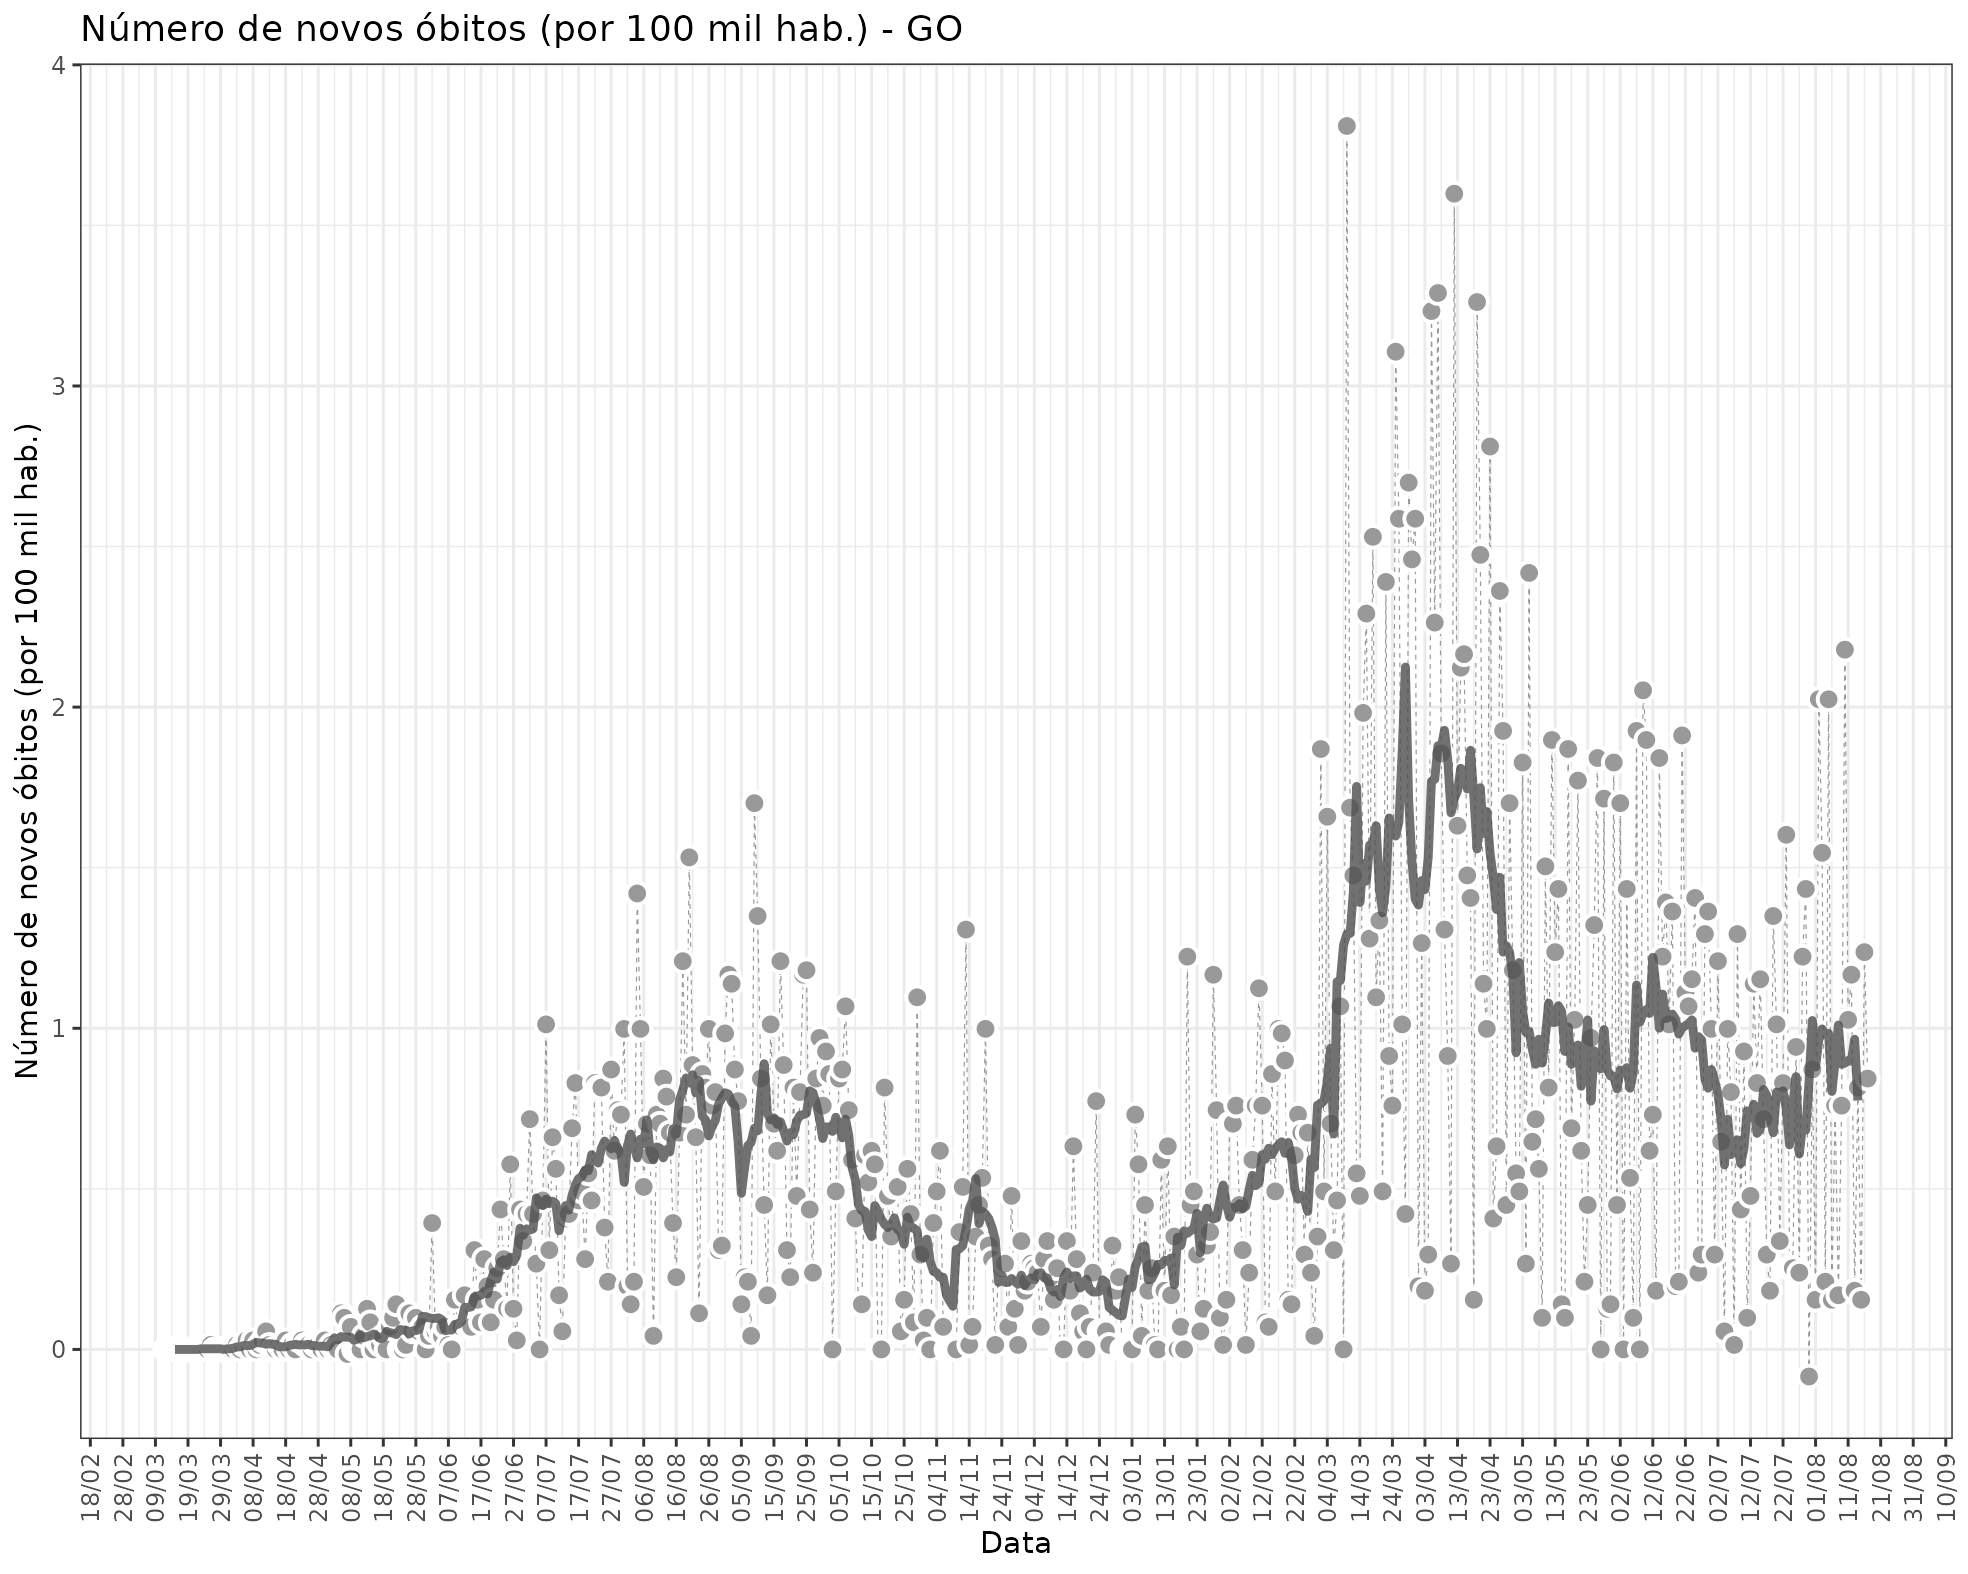 Número de novos óbitos (por 100 mil hab.) - GO
Número de novos óbitos (por 100 mil hab.)
4
3
2
1
0
18/02 28/02 09/03 19/03 29/03 08/04 18/04 28/04 08/05 18/05 28/05 07/06 17/06 27/06 07/07 17/07 27/07 06/08 16/08 26/08 05/09 15/09 25/09 05/10 15/10 25/10 04/11 14/11 24/11 04/12 14/12 24/12 03/01 13/01 23/01 02/02 12/02 22/02 04/03 14/03 24/03 03/04 13/04 23/04 03/05 13/05 23/05 02/06 12/06 22/06 02/07 12/07 22/07 01/08 11/08 21/08 31/08 10/09
Data